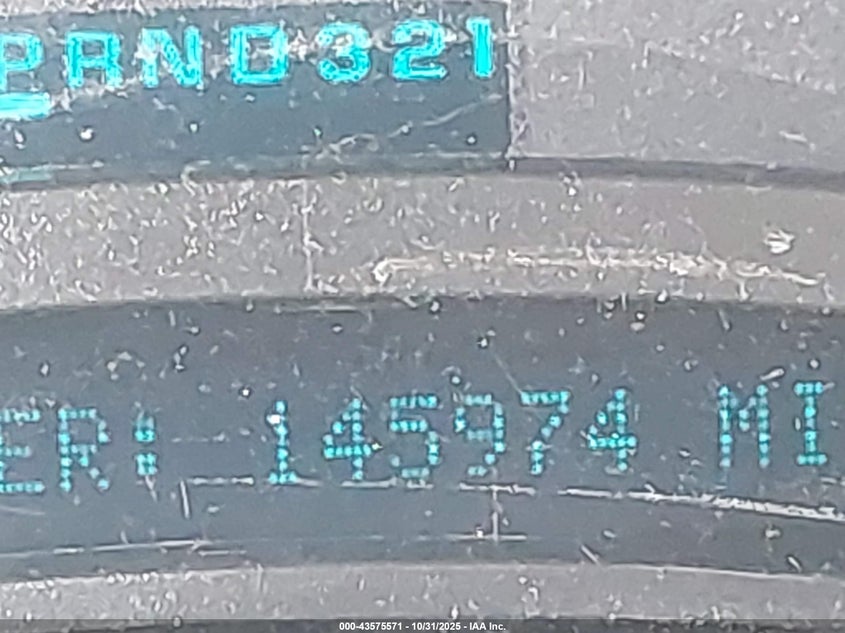 PRND321
ER: 145974 MI
000-43575571 - 10/31/2025 - IAA Inc.